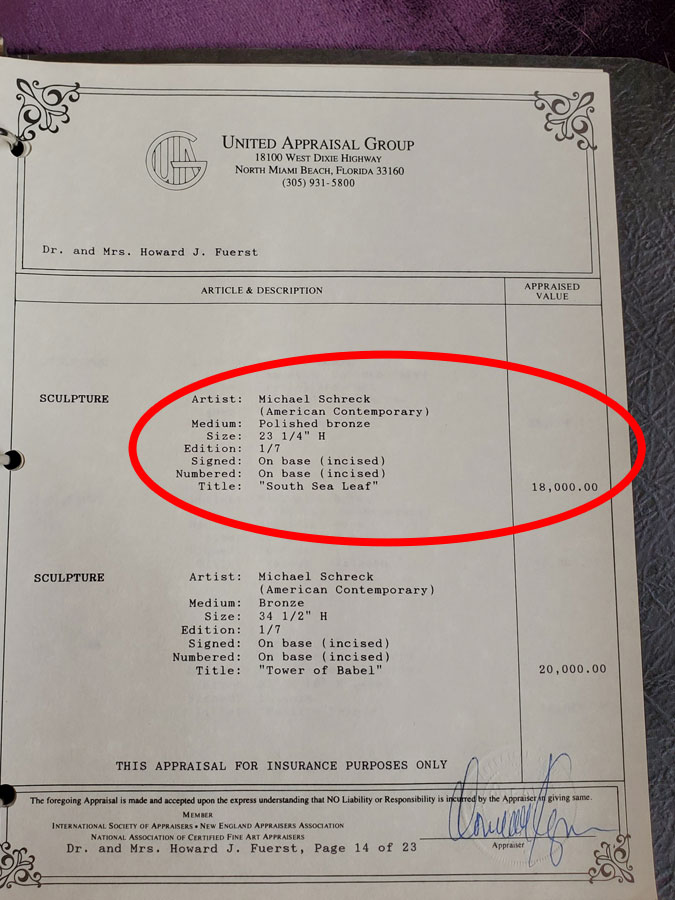 UNITED APPRAISAL GROUP
18100 WEST DIXIE HIGHWAY
NORTH MIAMI BEACH, FLORIDA 33160
(305) 931-5800
Dr. and Mrs. Howard J. Fuerst
ARTICLE & DESCRIPTION
APPRAISED
VALUE
SCULPTURE Artist: Michael Schreck
(American Contemporary)
Medium: Polished bronze
Size: 23 1/4" H
Edition: 1/7
Signed: On base (incised)
Numbered: On base (incised)
Title: "South Sea Leaf" 18,000.00
SCULPTURE Artist: Michael Schreck
(American Contemporary)
Medium: Bronze
Size: 34 1/2" H
Edition: 1/7
Signed: On base (incised)
Numbered: On base (incised)
Title: "Tower of Babel" 20,000.00
THIS APPRAISAL FOR INSURANCE PURPOSES ONLY
The foregoing Appraisal is made and accepted upon the express understanding that NO Liability or Responsibility is incurred by the Appraiser in giving same.
MEMBER
INTERNATIONAL SOCIETY OF APPRAISERS • NEW ENGLAND APPRAISERS ASSOCIATION
NATIONAL ASSOCIATION OF CERTIFIED FINE ART APPRAISERS
Appraiser
Dr. and Mrs. Howard J. Fuerst, Page 14 of 23